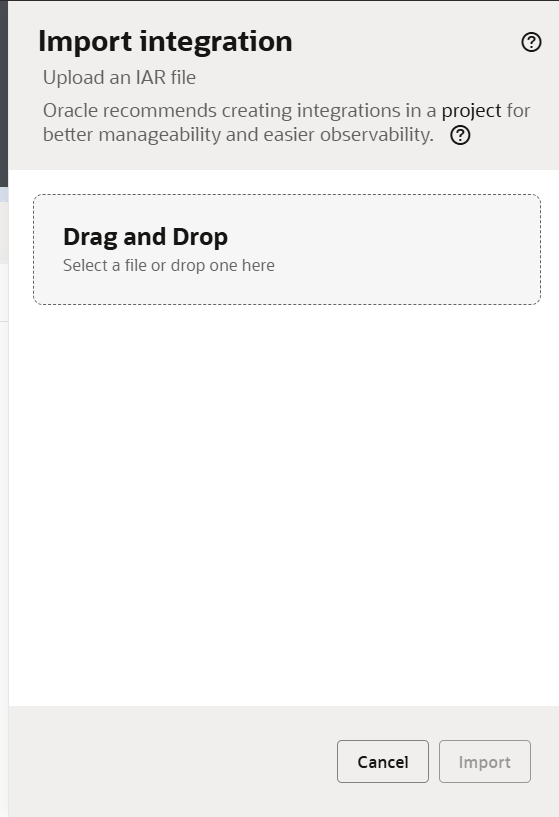 Import integration
Upload an IAR file
Oracle recommends creating integrations in a project for
better manageability and easier observability.
Drag and Drop
Select a file or drop one here
Cancel
Import